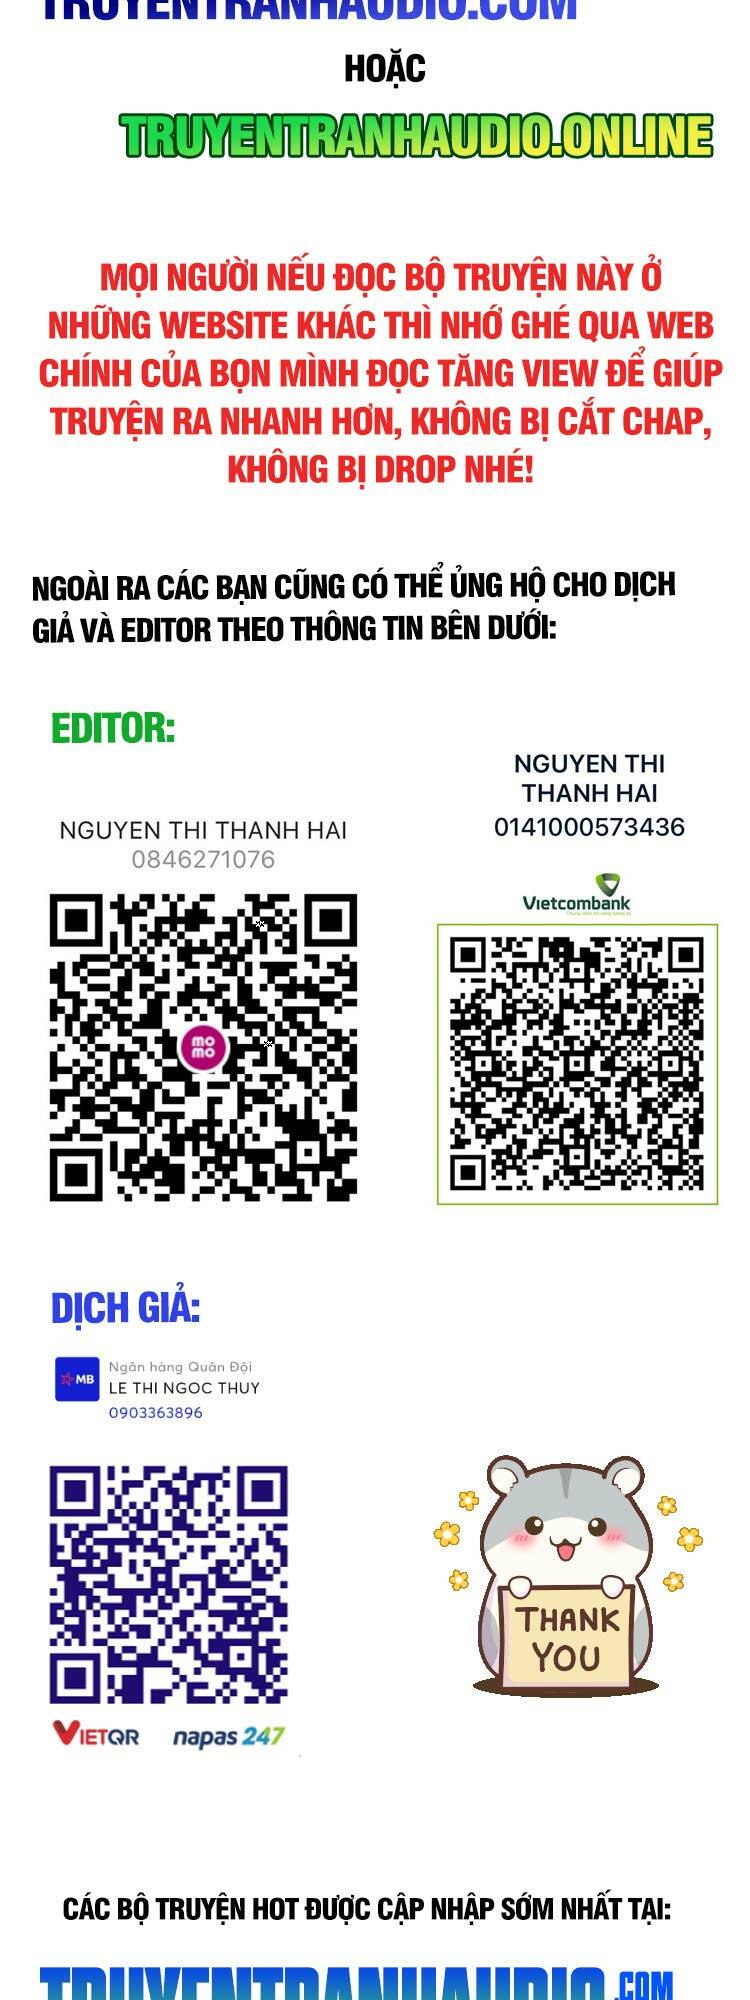 TRUYENTRANHAUDIO.COM
HOẶC
TRUYENTRANHAUDIO.ONLINE
MỌI NGƯỜI NẾU ĐỌC BỘ TRUYỆN NÀY Ở
NHỮNG WEBSITE KHÁC THÌ NHỚ GHÉ QUA WEB
CHÍNH CỦA BỌN MÌNH ĐỌC TĂNG VIEW ĐỂ GIÚP
TRUYỆN RA NHANH HƠN, KHÔNG BỊ CẮT CHAP,
KHÔNG BỊ DROP NHÉ!
NGOÀI RA CÁC BẠN CŨNG CÓ THỂ ỦNG HỘ CHO DỊCH
GIẢ VÀ EDITOR THEO THÔNG TIN BÊN DƯỚI:
EDITOR:
NGUYEN THI THANH HAI
0846271076
mo
mo
NGUYEN THI
THANH HAI
0141000573436
Vietcombank
DỊCH GIẢ:
MB
Ngân hàng Quân Đội
LE THI NGOC THUY
0903363896
VIETQR
napas 247
THANK
YOU
CÁC BỘ TRUYỆN HOT ĐƯỢC CẬP NHẬP SỚM NHẤT TẠI:
TRUYENTRANHAUDIO.COM